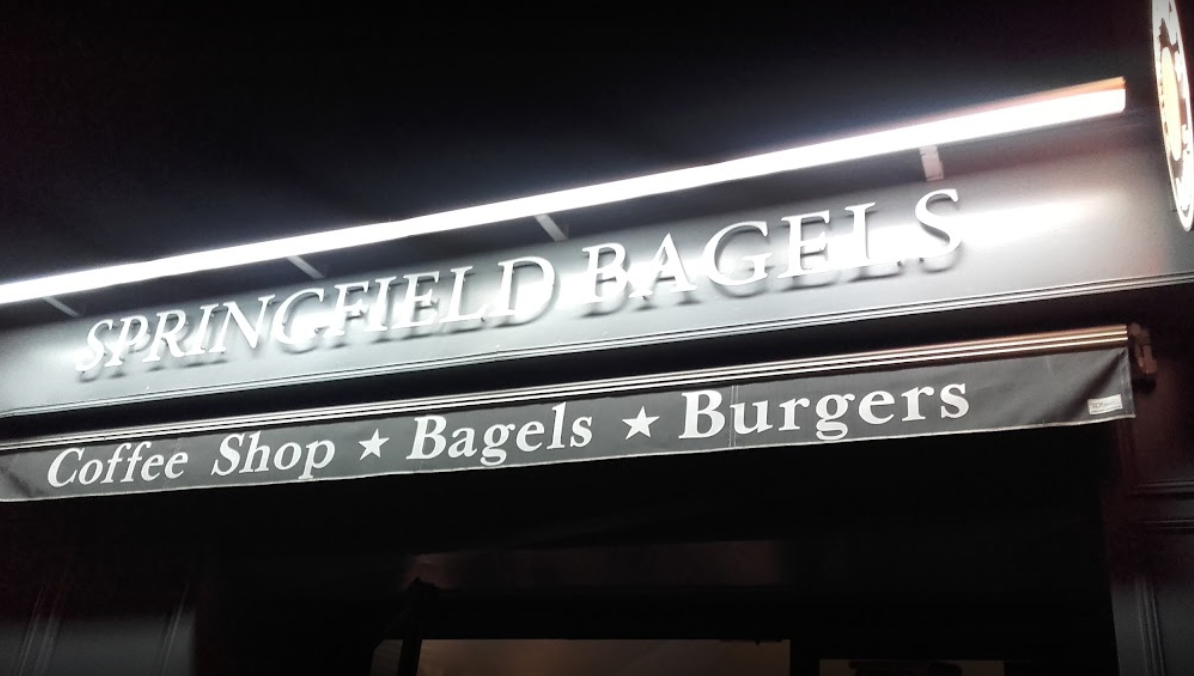 SPRINGFIELD BAGELS
Coffee Shop ★ Bagels ★ Burgers